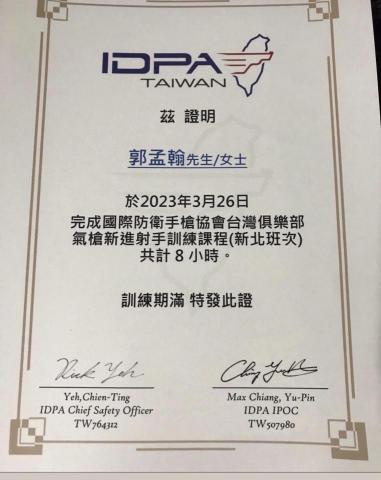 IDPA
TAIWAN
茲 證明
郭孟翰先生/女士
於2023年3月26日
完成國際防衛手槍協會台灣俱樂部
氣槍新進射手訓練課程(新北班次)
共計 8 小時。
訓練期滿 特發此證
Rick Yeh
Yeh,Chien-Ting
IDPA Chief Safety Officer
TW764312
Max Chiang, Yu-Pin
IDPA IPOC
TW507980